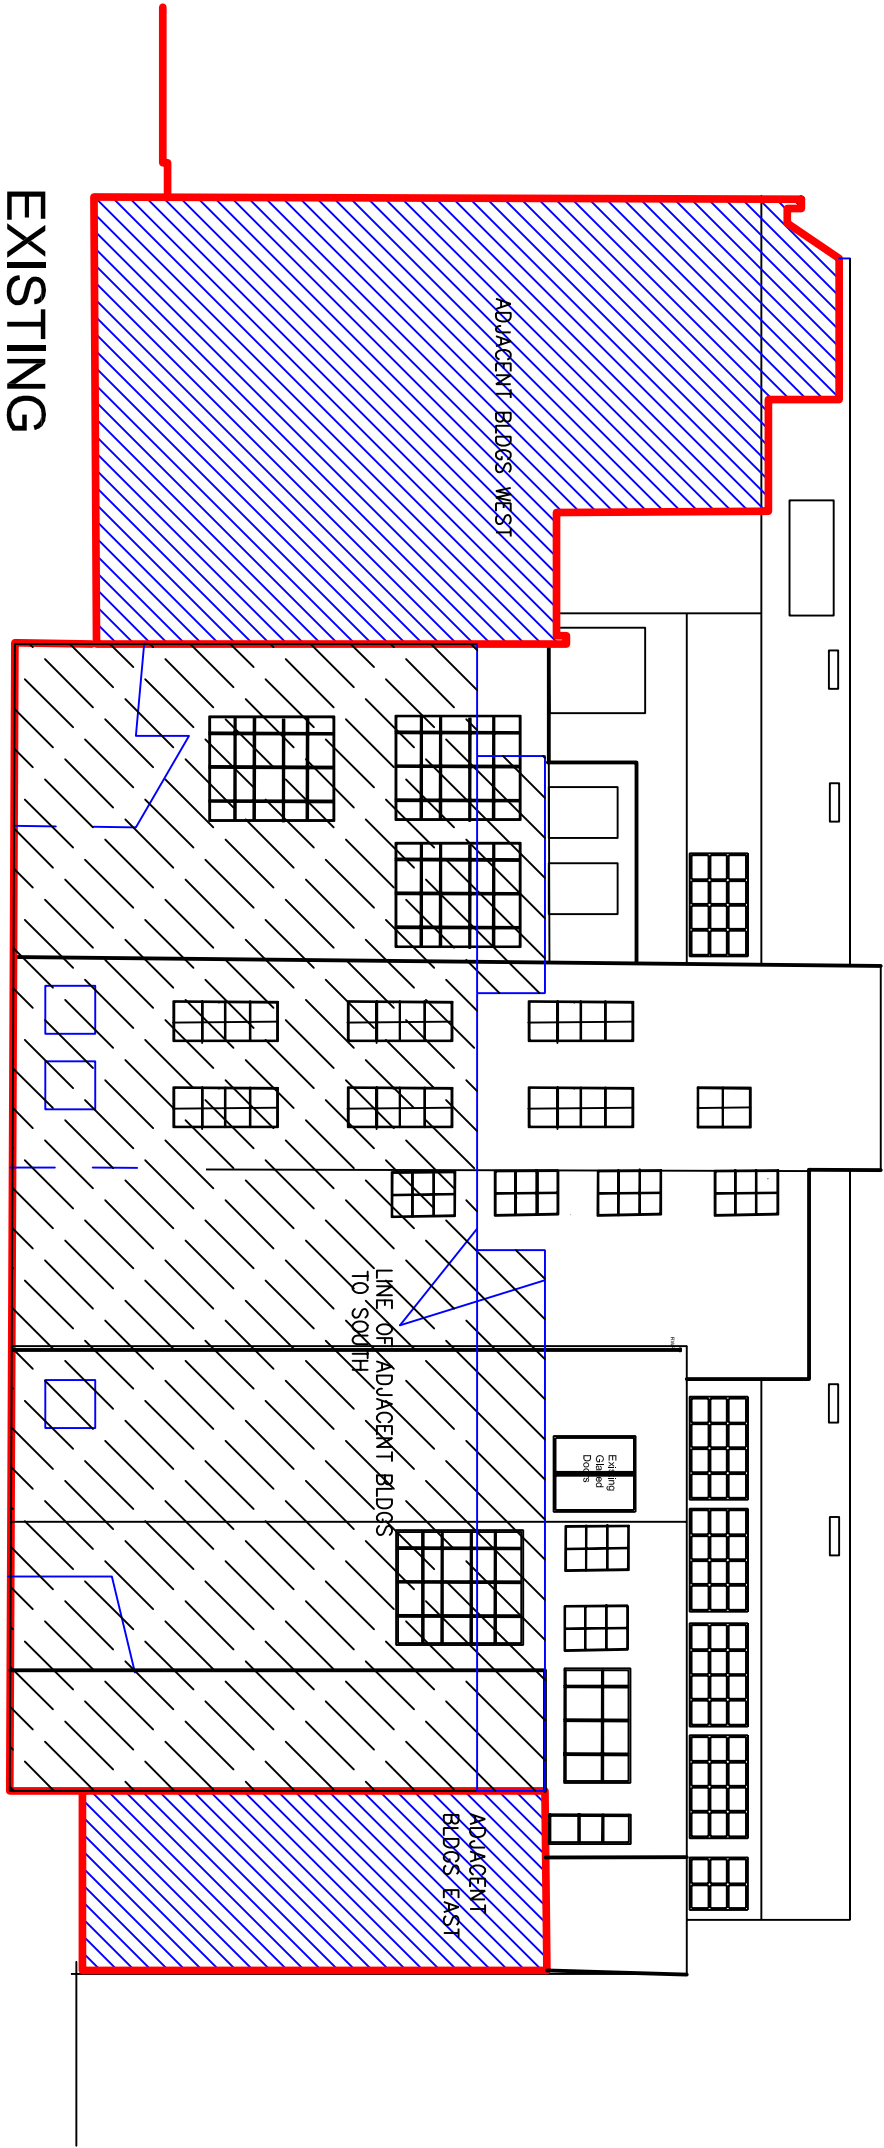 EXISTING
ADJACENT BLDGS WEST
LINE OF ADJACENT BLDGS
TO SOUTH
Existing
Glazed
Doors
ADJACENT
BLDGS EAST